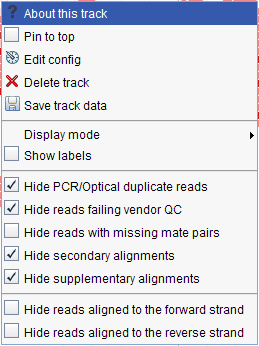 About this track
Pin to top
Edit config
Delete track
Save track data
Display mode
Show labels
Hide PCR/Optical duplicate reads
Hide reads failing vendor QC
Hide reads with missing mate pairs
Hide secondary alignments
Hide supplementary alignments
Hide reads aligned to the forward strand
Hide reads aligned to the reverse strand